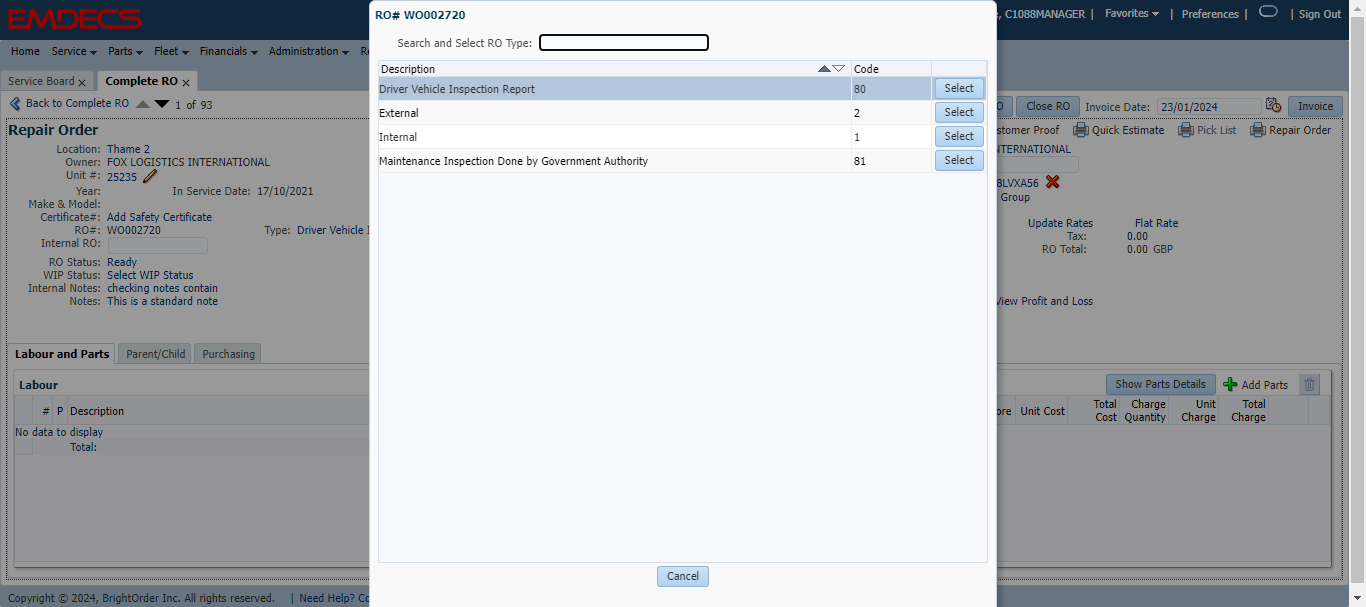 EMDECS
C1088MANAGER | Favorites | Preferences | | Sign Out
Home Service Parts Fleet Financials Administration
Service Board x Complete RO x
Back to Complete RO 1 of 93
Close RO Invoice Date: 23/01/2024 Invoice
Repair Order
Customer Proof Quick Estimate Pick List Repair Order
Location: Thame 2
Owner: FOX LOGISTICS INTERNATIONAL
Unit #: 25235
Year: In Service Date: 17/10/2021
Make & Model:
Certificate#: Add Safety Certificate
RO#: WO002720 Type: Driver Vehicle
Internal RO:
RO Status: Ready
WIP Status: Select WIP Status
Internal Notes: checking notes contain
Notes: This is a standard note
NTERNATIONAL
8LVXA56
Group
Update Rates Flat Rate
Tax: 0.00
RO Total: 0.00 GBP
View Profit and Loss
Labour and Parts Parent/Child Purchasing
Labour
Show Parts Details Add Parts
# P Description
ore Unit Cost Total Cost Charge Quantity Unit Charge Total Charge
No data to display
Total:
RO# WO002720
Search and Select RO Type:
Description Code
Driver Vehicle Inspection Report 80 Select
External 2 Select
Internal 1 Select
Maintenance Inspection Done by Government Authority 81 Select
Cancel
Copyright © 2024, BrightOrder Inc. All rights reserved. | Need Help?